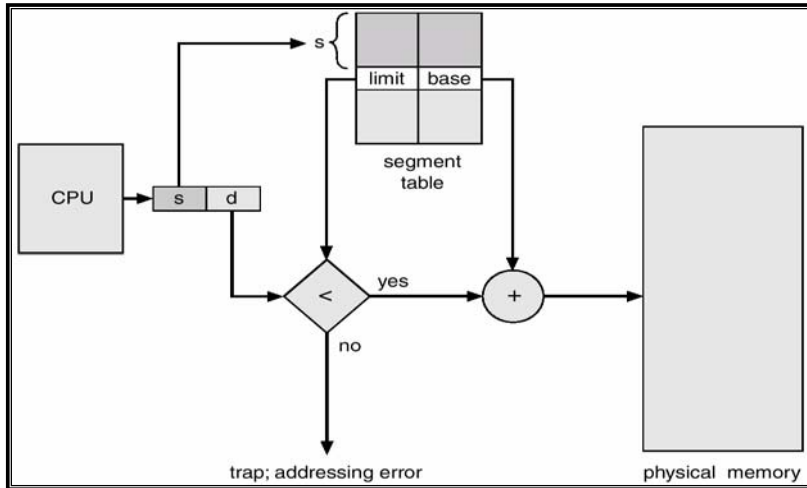 s {
limit base
segment
table
CPU
s d
<
yes
+
no
trap; addressing error
physical memory